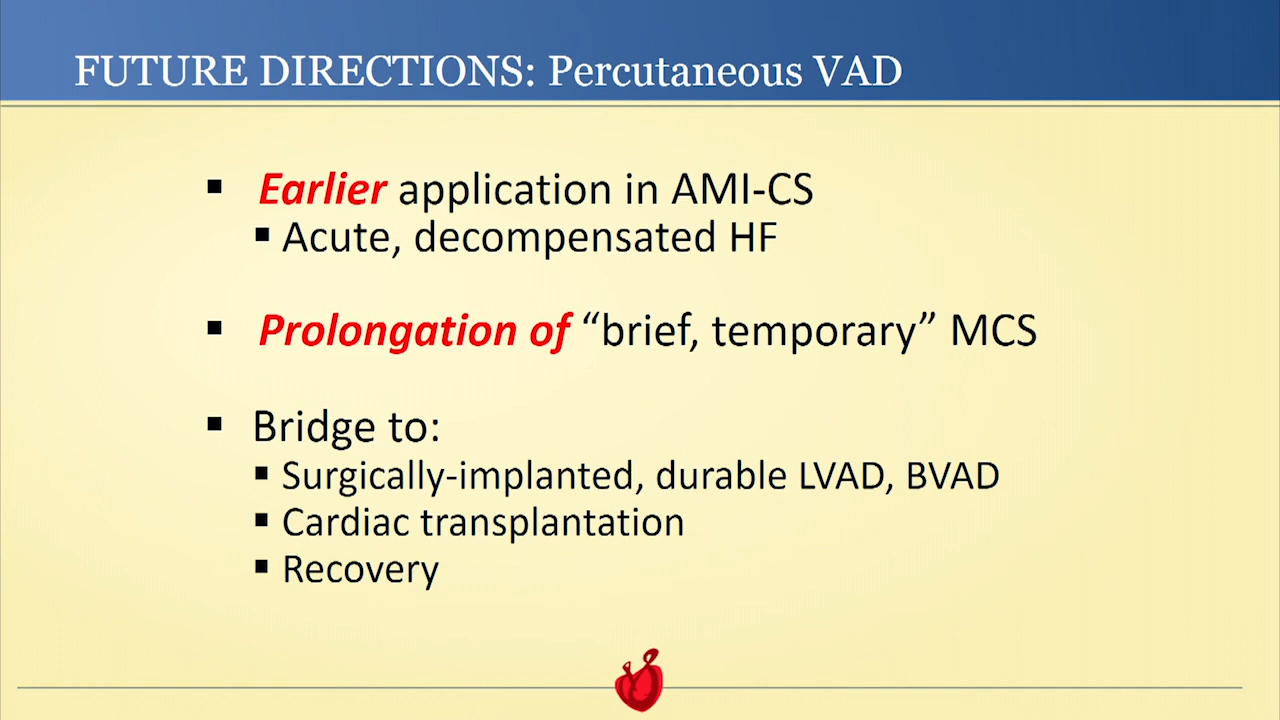 FUTURE DIRECTIONS: Percutaneous VAD
▪ Earlier application in AMI-CS
▪ Acute, decompensated HF
▪ Prolongation of “brief, temporary” MCS
▪ Bridge to:
▪ Surgically-implanted, durable LVAD, BVAD
▪ Cardiac transplantation
▪ Recovery